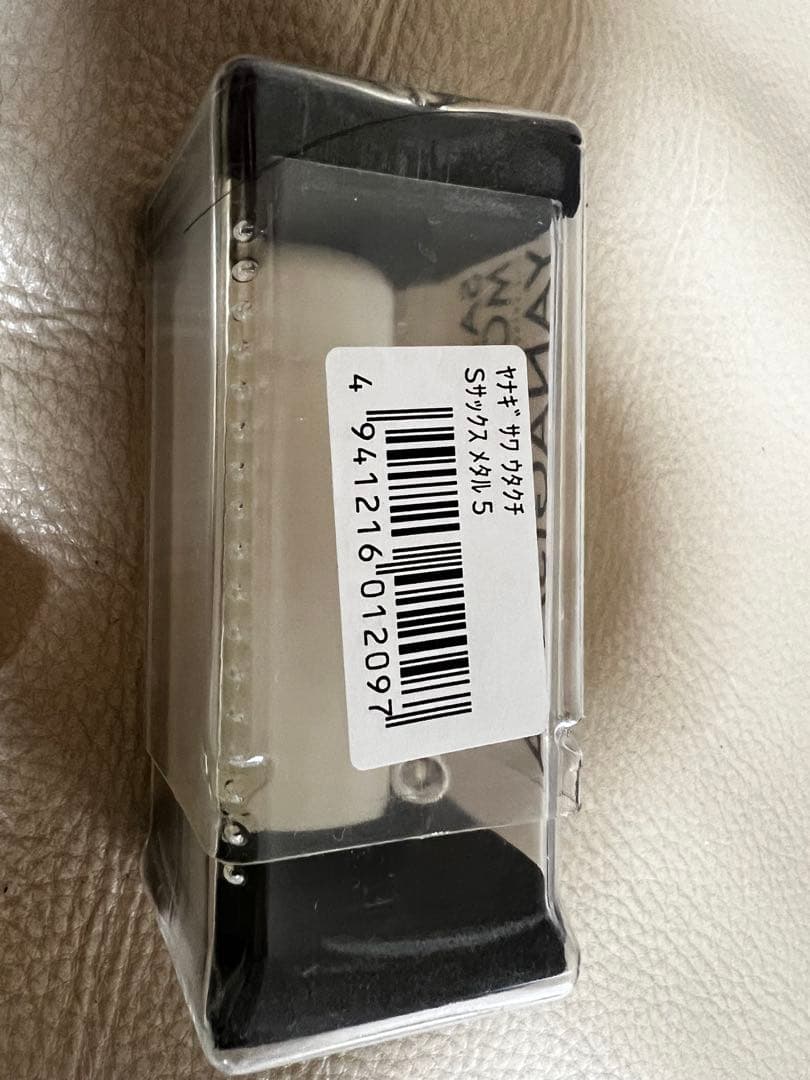 ﾔﾅｷﾞｻﾜ ｳﾀｸﾁ
Sｻｯｸｽ ﾒﾀﾙ 5
4 941216 012097